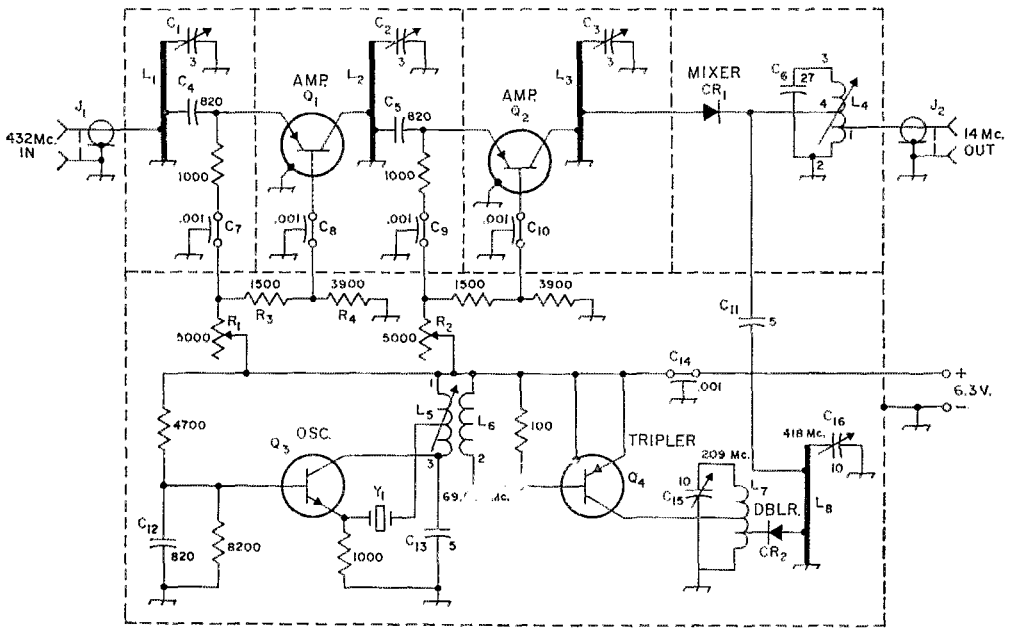 C1
3
C2
3
C3
3
L1
C4
820
L2
C5
820
L3
AMP.
Q1
AMP.
Q2
MIXER
CR1
C6
27
3
4
L4
1
2
J1
432Mc.
IN
J2
14 Mc.
OUT
1000
1000
.001
C7
.001
C8
.001
C9
.001
C10
1500
R3
3900
R4
1500
3900
R1
5000
R2
5000
C11
5
C14
.001
+
6.3V.
-
4700
Q3
OSC.
1
L5
3
L6
2
100
TRIPLER
Q4
69. Mc.
Y1
C12
820
8200
1000
C13
5
209 Mc.
10
C15
L7
DBLR.
CR2
418 Mc.
C16
10
L8